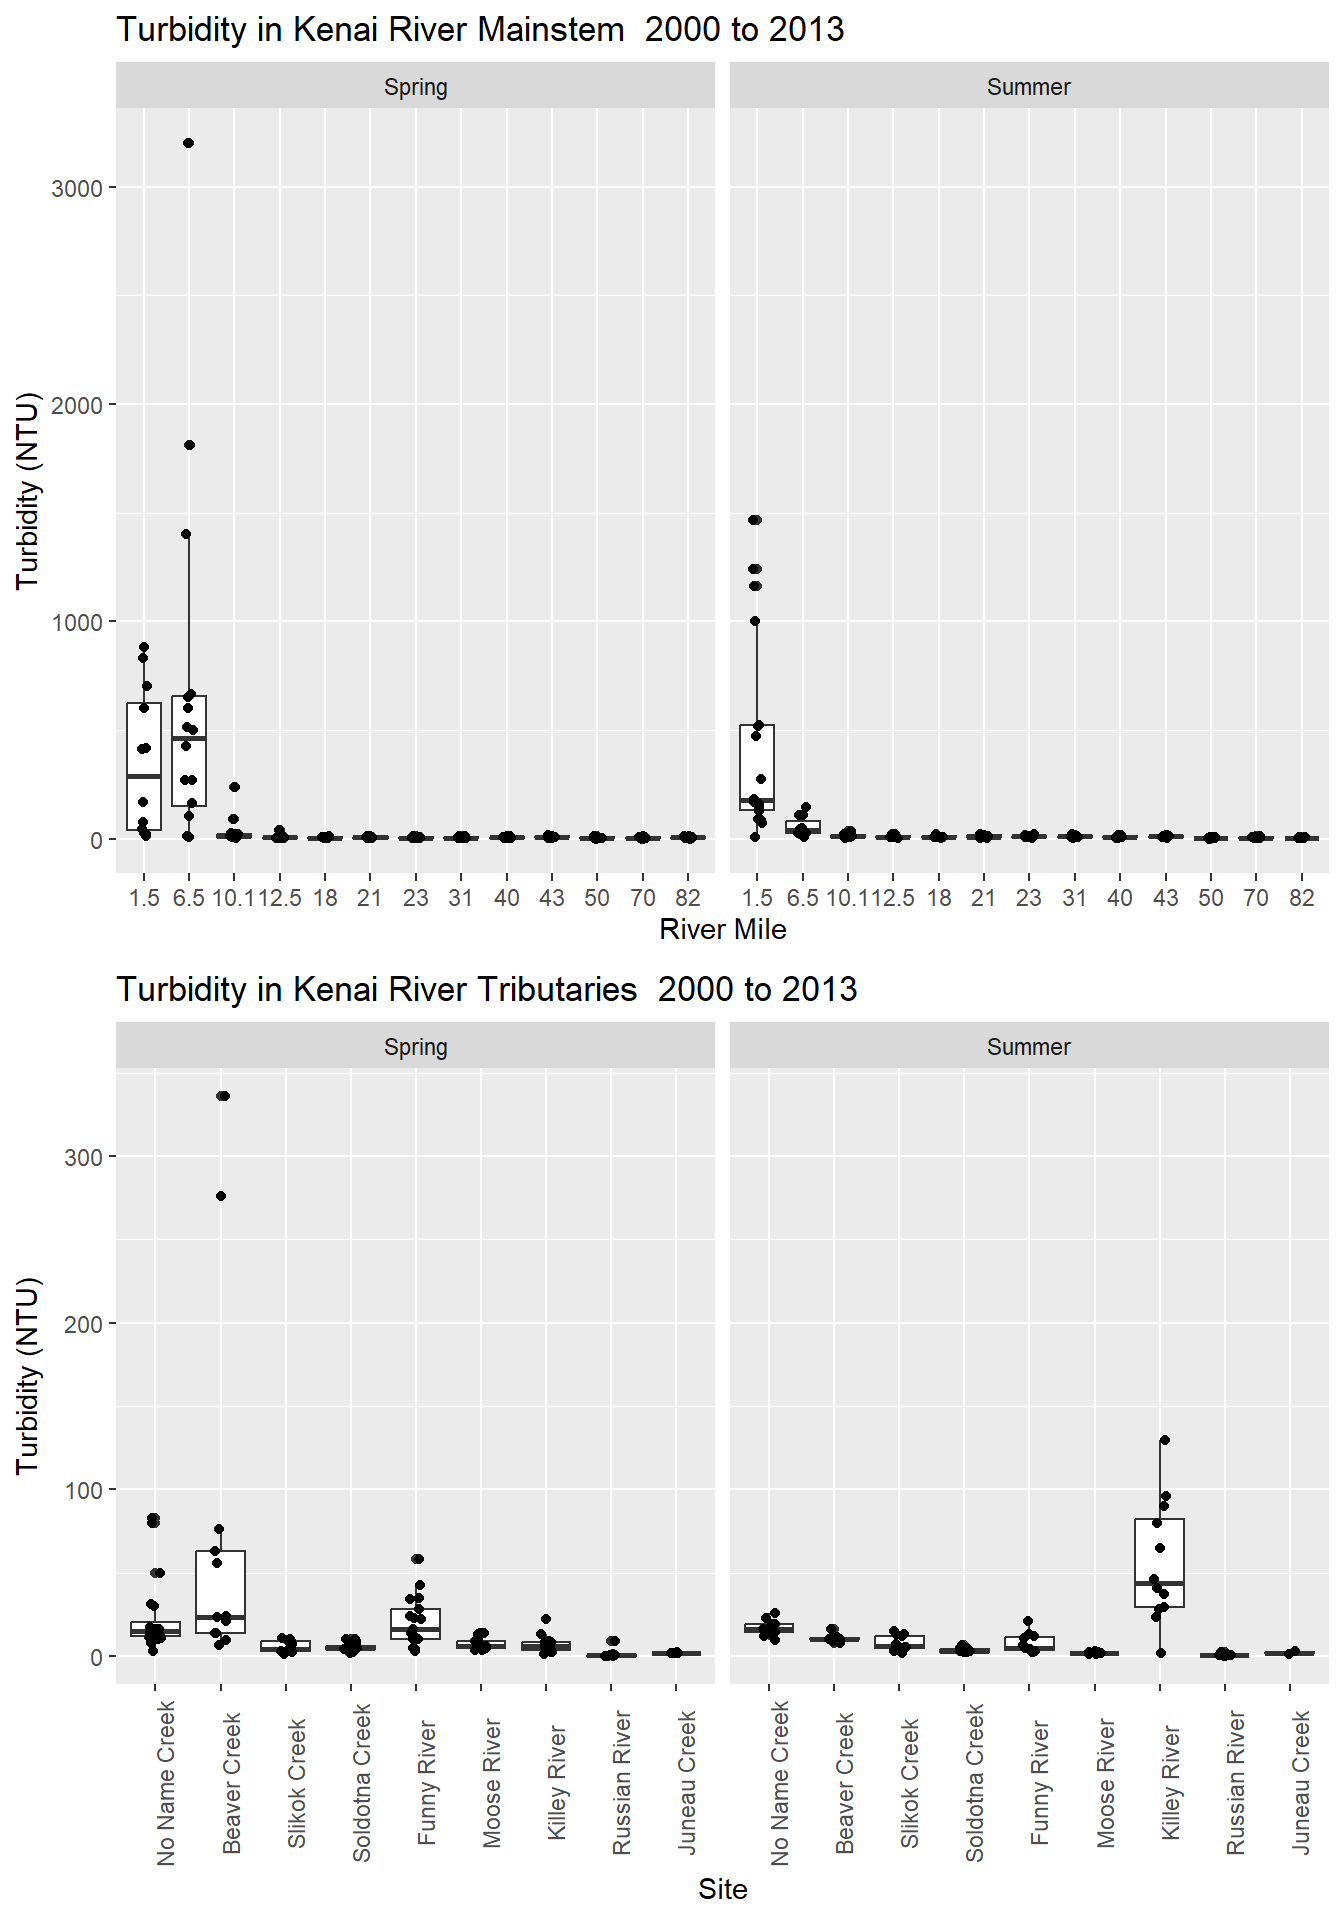 Turbidity in Kenai River Mainstem  2000 to 2013
Spring
Summer
Turbidity (NTU)
3000
2000
1000
0
1.5 6.5 10.1 12.5 18 21 23 31 40 43 50 70 82
1.5 6.5 10.1 12.5 18 21 23 31 40 43 50 70 82
River Mile
Turbidity in Kenai River Tributaries  2000 to 2013
Spring
Summer
Turbidity (NTU)
300
200
100
0
No Name Creek
Beaver Creek
Slikok Creek
Soldotna Creek
Funny River
Moose River
Killey River
Russian River
Juneau Creek
No Name Creek
Beaver Creek
Slikok Creek
Soldotna Creek
Funny River
Moose River
Killey River
Russian River
Juneau Creek
Site